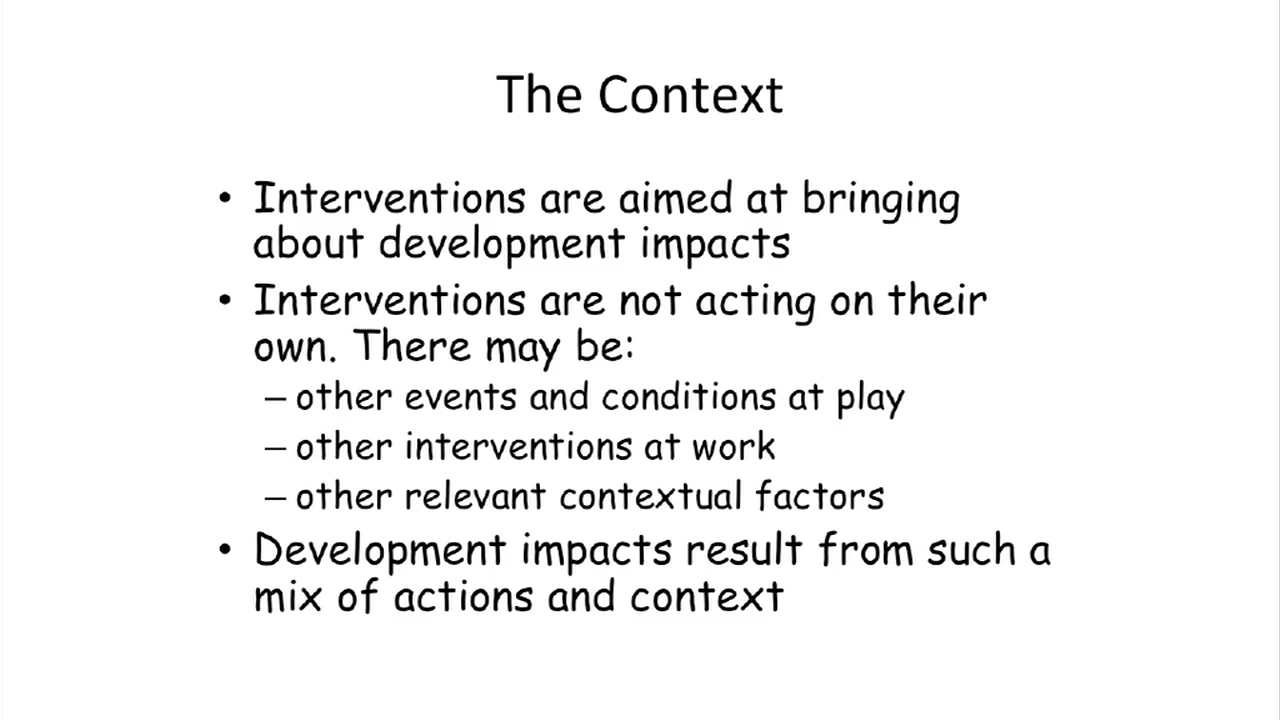 The Context
• Interventions are aimed at bringing
about development impacts
• Interventions are not acting on their
own. There may be:
– other events and conditions at play
– other interventions at work
– other relevant contextual factors
• Development impacts result from such a
mix of actions and context